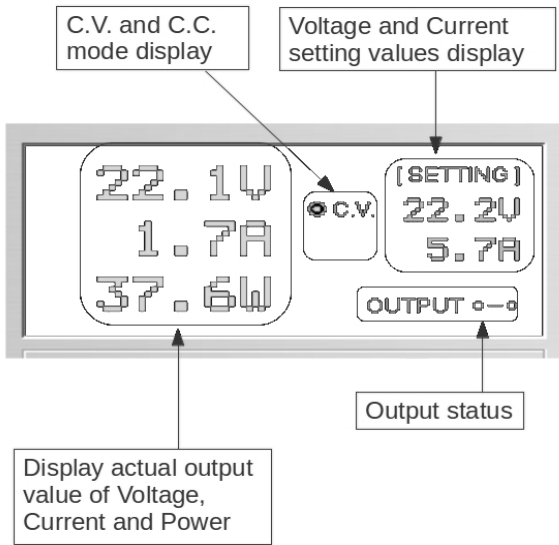 C.V. and C.C.
mode display
Voltage and Current
setting values display
22.1V
1.7A
37.6W
C.V.
[SETTING]
22.2V
5.7A
OUTPUT
Output status
Display actual output
value of Voltage,
Current and Power